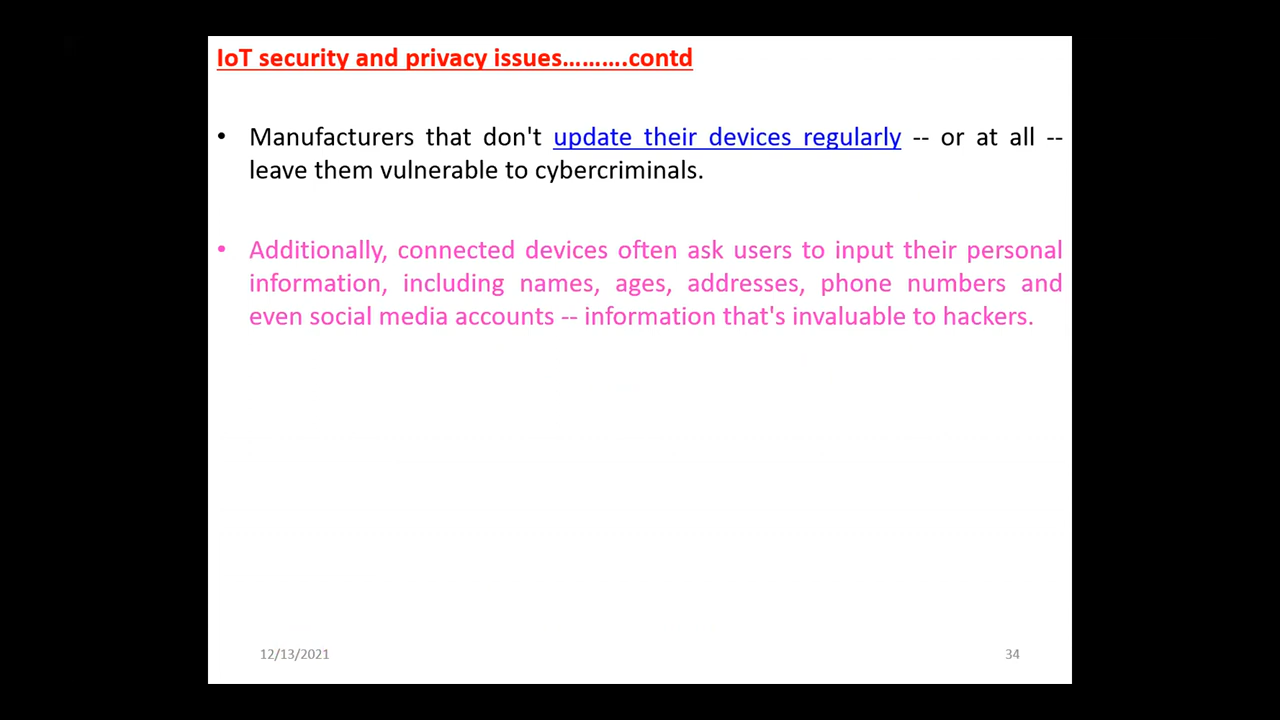 IoT security and privacy issues……….contd
• Manufacturers that don't update their devices regularly -- or at all --
leave them vulnerable to cybercriminals.
• Additionally, connected devices often ask users to input their personal
information, including names, ages, addresses, phone numbers and
even social media accounts -- information that's invaluable to hackers.
12/13/2021
34